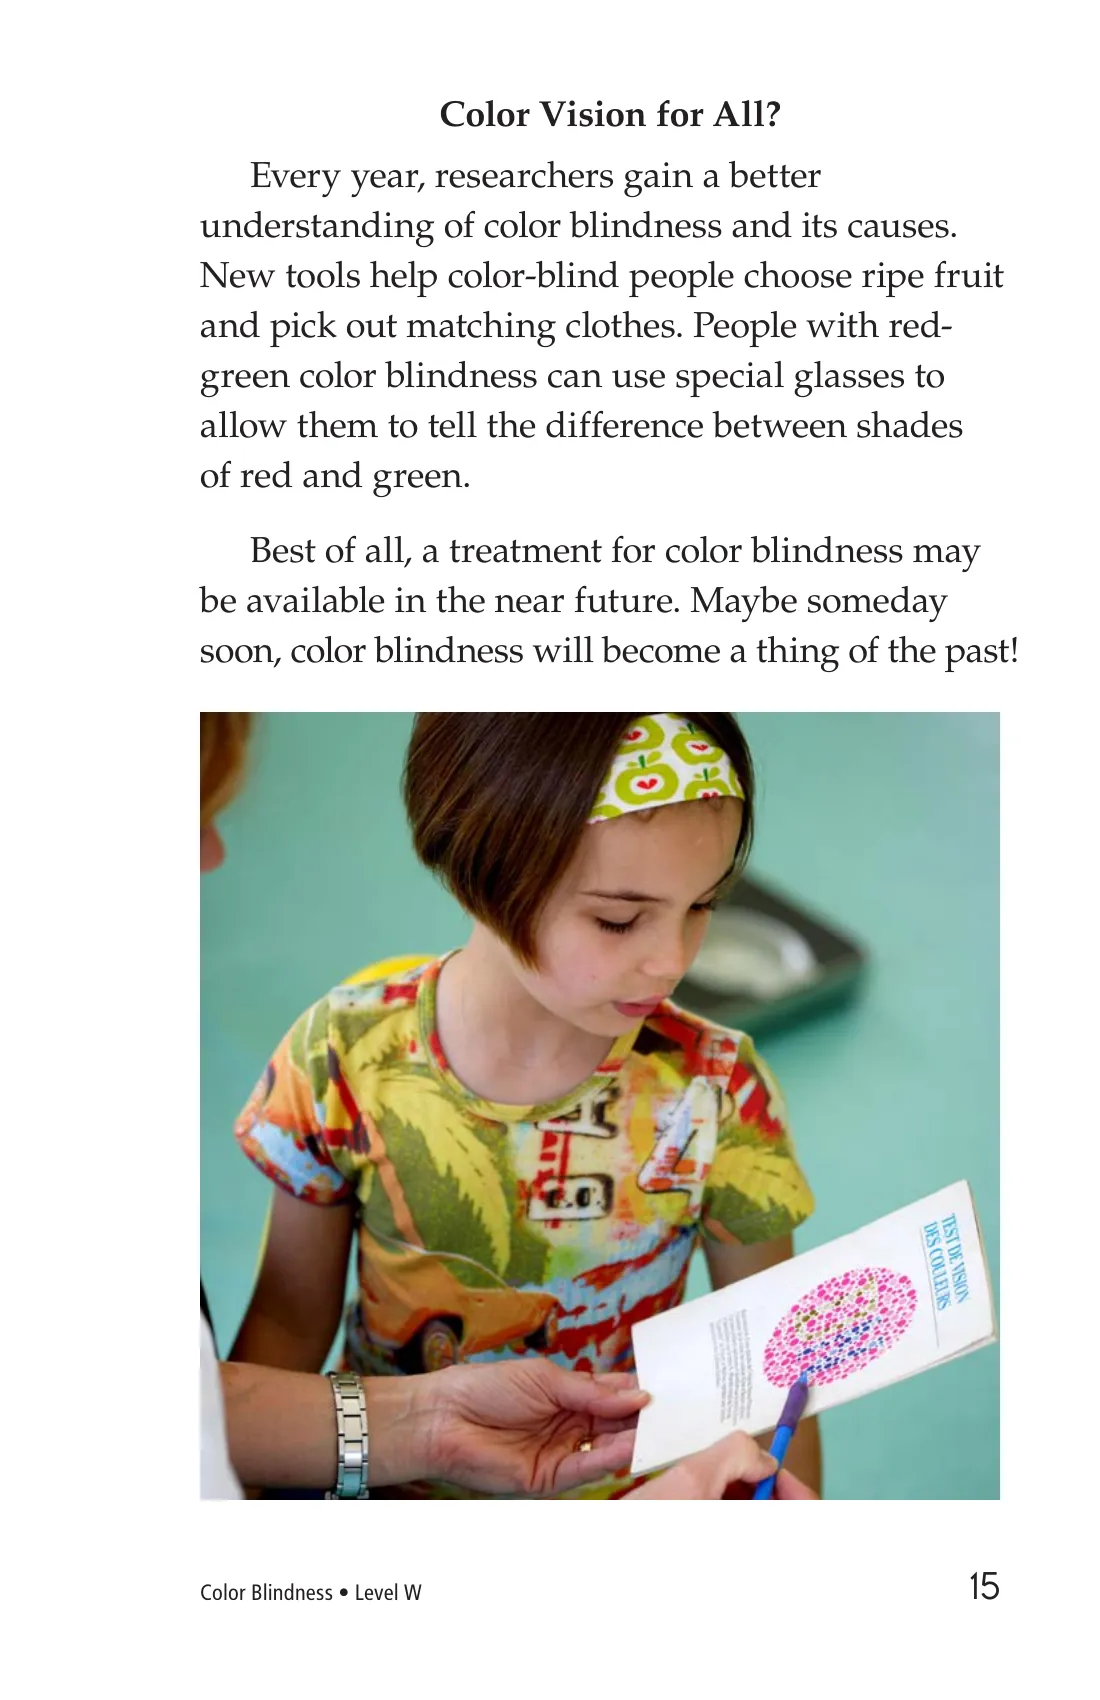 Color Vision for All?
Every year, researchers gain a better
understanding of color blindness and its causes.
New tools help color-blind people choose ripe fruit
and pick out matching clothes. People with red-
green color blindness can use special glasses to
allow them to tell the difference between shades
of red and green.
Best of all, a treatment for color blindness may
be available in the near future. Maybe someday
soon, color blindness will become a thing of the past!
TEST DE VISION
DES COULEURS
Color Blindness • Level W
15